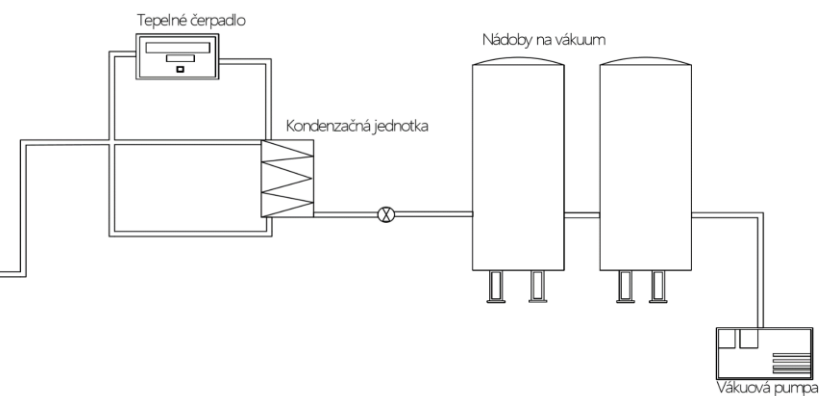 Tepelné čerpadlo
Nádoby na vákuum
Kondenzačná jednotka
Vákuová pumpa